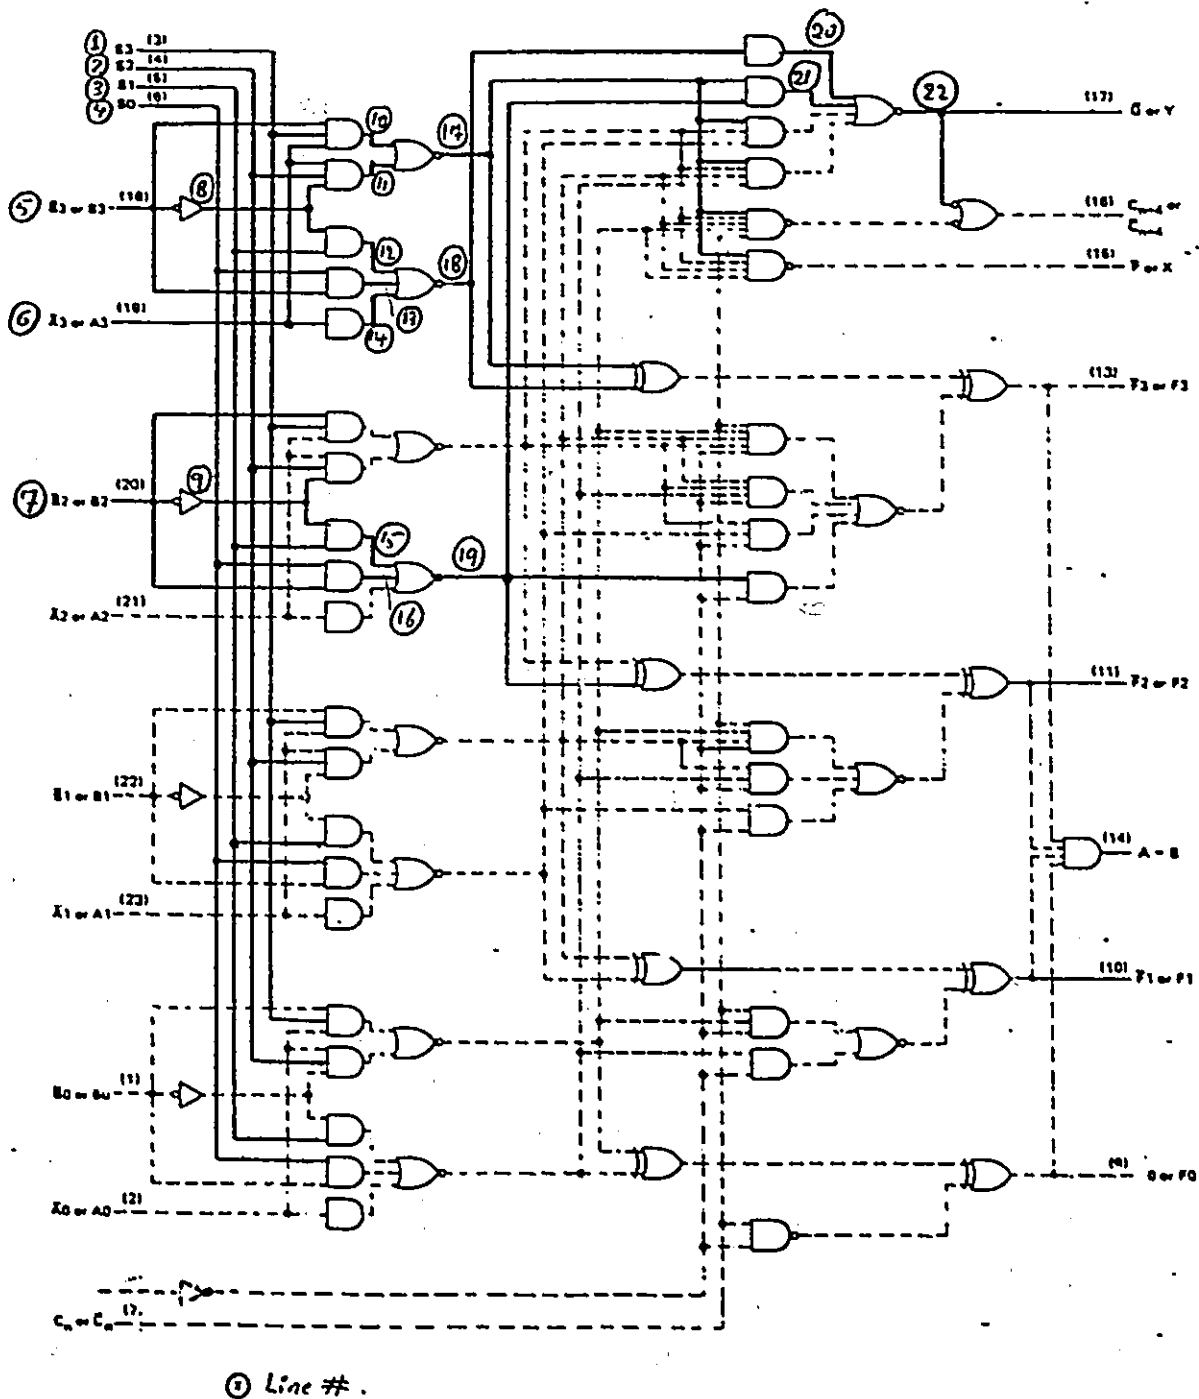 ① S3 (3)
② S2 (4)
③ S1 (5)
④ S0 (6)
20
21
22
(17)
G or Y
10
17
11
⑤ B3 or B3 (18)
8
(16)
Cn+4 or
Cn+4
12
18
(15)
P or X
⑥ A3 or A3 (19)
13
14
(13)
F3 or F3
⑦ B2 or B2 (20)
9
15
19
16
A2 or A2 (21)
(11)
F2 or F2
B1 or B1 (22)
(14)
A = B
A1 or A1 (23)
(10)
F1 or F1
B0 or B0 (1)
A0 or A0 (2)
(9)
0 or F0
Cn or Cn
Line #.